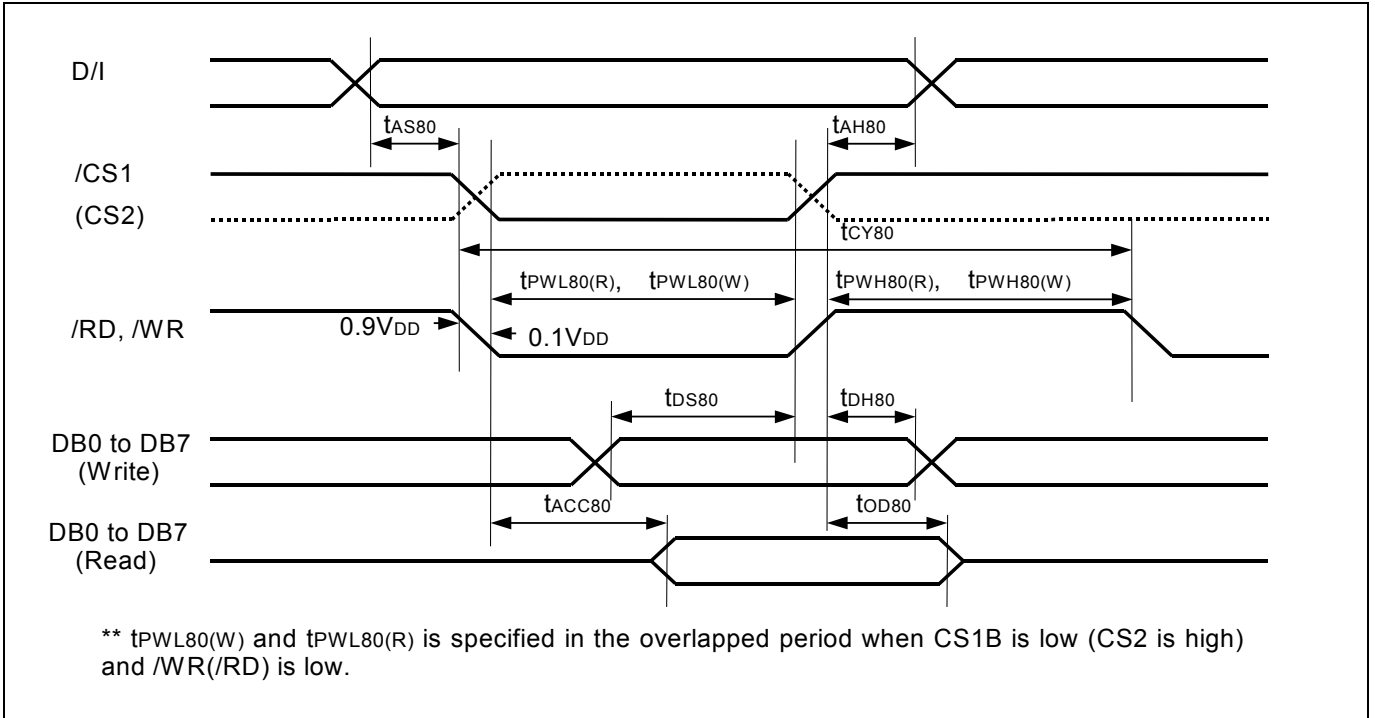 D/I
tAS80
tAH80
/CS1
(CS2)
tCY80
tPWL80(R), tPWL80(W)
tPWH80(R), tPWH80(W)
/RD, /WR
0.9VDD
0.1VDD
tDS80
tDH80
DB0 to DB7
(Write)
tACC80
tOD80
DB0 to DB7
(Read)
** tPWL80(W) and tPWL80(R) is specified in the overlapped period when CS1B is low (CS2 is high)
and /WR(/RD) is low.